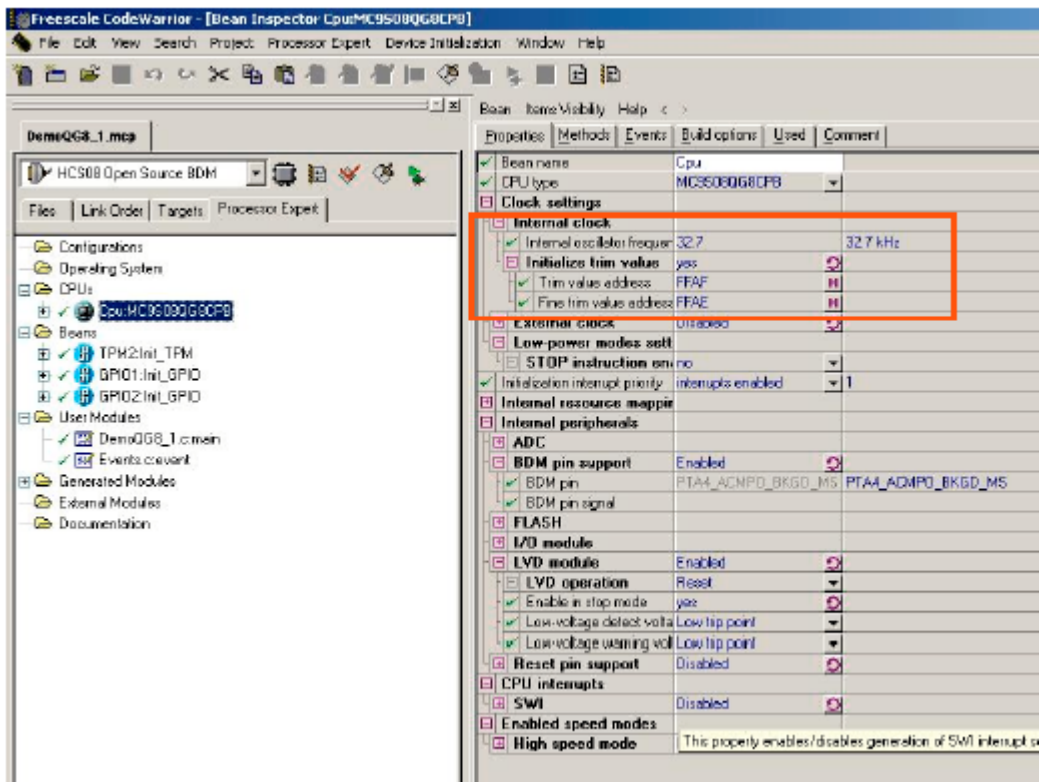 Freescale CodeWarrior - [Bean Inspector Cpu:MC9S08QG8CPB]
File Edit View Search Project Processor Expert Device Initialization Window Help
Bean Items Visibility Help < >
DemoQG8_1.mcp
Properties Methods Events Build options Used Comment
HCS08 Open Source BDM
Files Link Order Targets Processor Expert
Configurations
Operating System
CPUs
Cpu:MC9S08QG8CPB
Beans
TPM2:Init_TPM
GPIO1:Init_GPIO
GPIO2:Init_GPIO
User Modules
DemoQG8_1.c:main
Events.c:event
Generated Modules
External Modules
Documentation
Bean name Cpu
CPU type MC9S08QG8CPB
Clock settings
Internal clock
Internal oscillator frequer 32.7 32.7 kHz
Initialize trim value yes
Trim value address FFAF H
Fine trim value address FFAE H
External clock Disabled
Low-power modes sett
STOP instruction en no
Initialization interrupt priority interrupts enabled 1
Internal resource mappir
Internal peripherals
ADC
BDM pin support Enabled
BDM pin PTA4_ACMPO_BKGD_MS PTA4_ACMPO_BKGD_MS
BDM pin signal
FLASH
I/O module
LVD module Enabled
LVD operation Reset
Enable in stop mode yes
Low-voltage detect volta Low trip point
Low-voltage warning vol Low trip point
Reset pin support Disabled
CPU interrupts
SWI Disabled
Enabled speed modes
High speed mode
This property enables/disables generation of SWI interrupt s